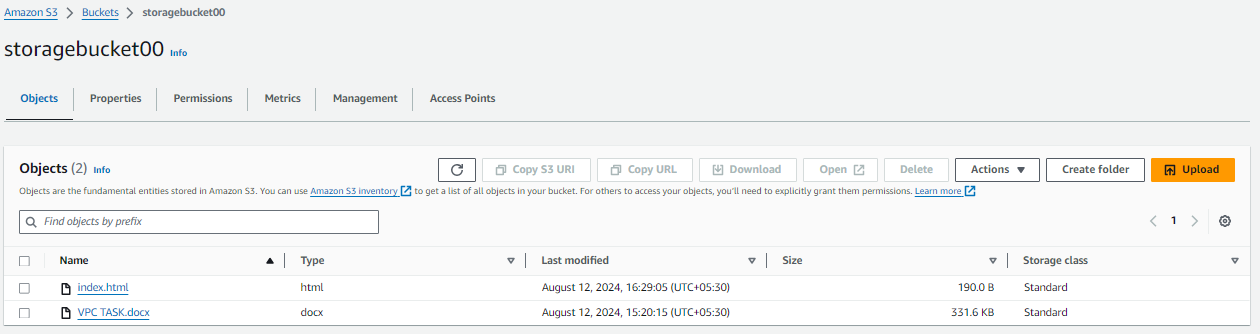 Amazon S3 > Buckets > storagebucket00
storagebucket00 Info
Objects Properties Permissions Metrics Management Access Points
Objects (2) Info Copy S3 URI Copy URL Download Open Delete Actions Create folder Upload
Objects are the fundamental entities stored in Amazon S3. You can use Amazon S3 inventory to get a list of all objects in your bucket. For others to access your objects, you'll need to explicitly grant them permissions. Learn more
Find objects by prefix 1
Name Type Last modified Size Storage class
index.html html August 12, 2024, 16:29:05 (UTC+05:30) 190.0 B Standard
VPC TASK.docx docx August 12, 2024, 15:20:15 (UTC+05:30) 331.6 KB Standard